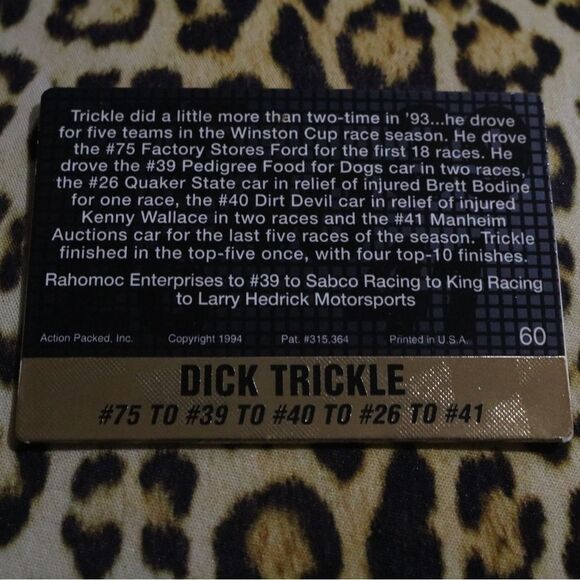 Trickle did a little more than two-time in '93...he drove
for five teams in the Winston Cup race season. He drove
the #75 Factory Stores Ford for the first 18 races. He
drove the #39 Pedigree Food for Dogs car in two races,
the #26 Quaker State car in relief of injured Brett Bodine
for one race, the #40 Dirt Devil car in relief of injured
Kenny Wallace in two races and the #41 Manheim
Auctions car for the last five races of the season. Trickle
finished in the top-five once, with four top-10 finishes.
Rahomoc Enterprises to #39 to Sabco Racing to King Racing
to Larry Hedrick Motorsports
Action Packed, Inc. Copyright 1994 Pat. #315,364 Printed in U.S.A. 60
DICK TRICKLE
#75 TO #39 TO #40 TO #26 TO #41